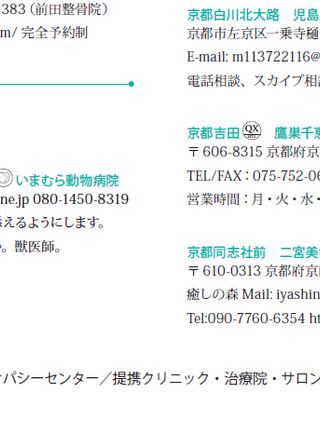 383（前田整骨院）
m/ 完全予約制
いまむら動物病院
ne.jp 080-1450-8319
えるようにします。
。獣医師。
京都白川北大路　児島
京都市左京区一乗寺樋
E-mail: m113722116@
電話相談、スカイプ相
京都吉田 QX 鷹巣千恵
〒 606-8315 京都府京
TEL/FAX：075-752-06
営業時間：月・火・水・
京都同志社前　二宮美
〒 610-0313 京都府京
癒しの森 Mail: iyashin
Tel:090-7760-6354 ht
パシーセンター／提携クリニック・治療院・サロン